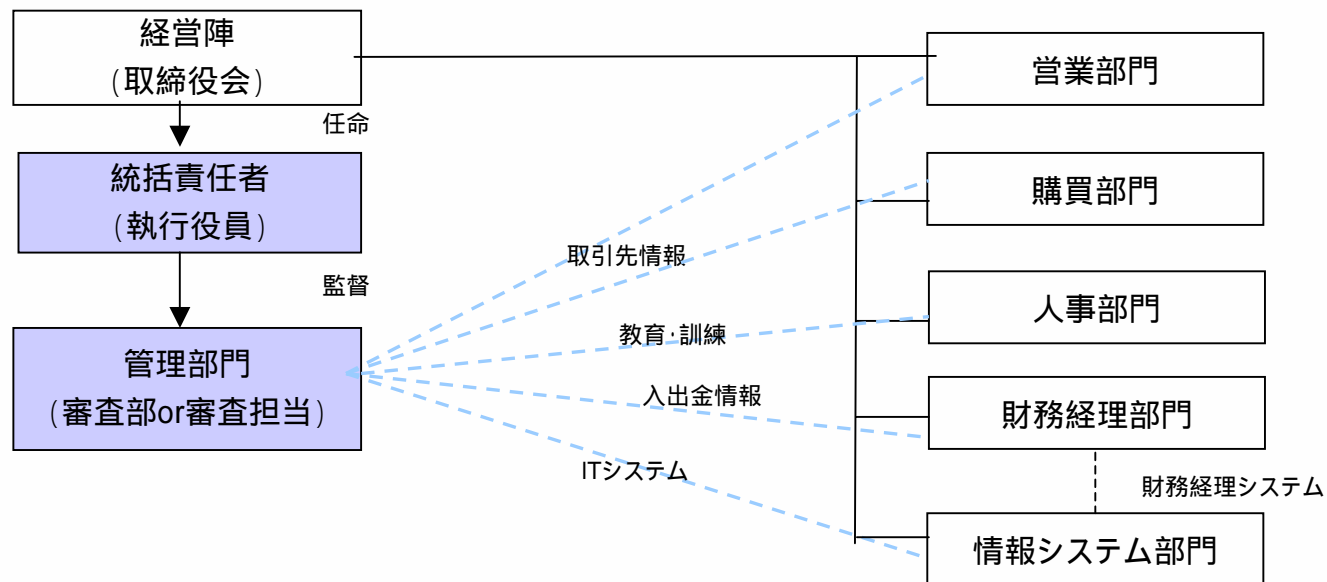 経営陣
(取締役会)
任命
統括責任者
(執行役員)
監督
管理部門
(審査部or審査担当)
取引先情報
教育･訓練
入出金情報
ITシステム
営業部門
購買部門
人事部門
財務経理部門
財務経理システム
情報システム部門